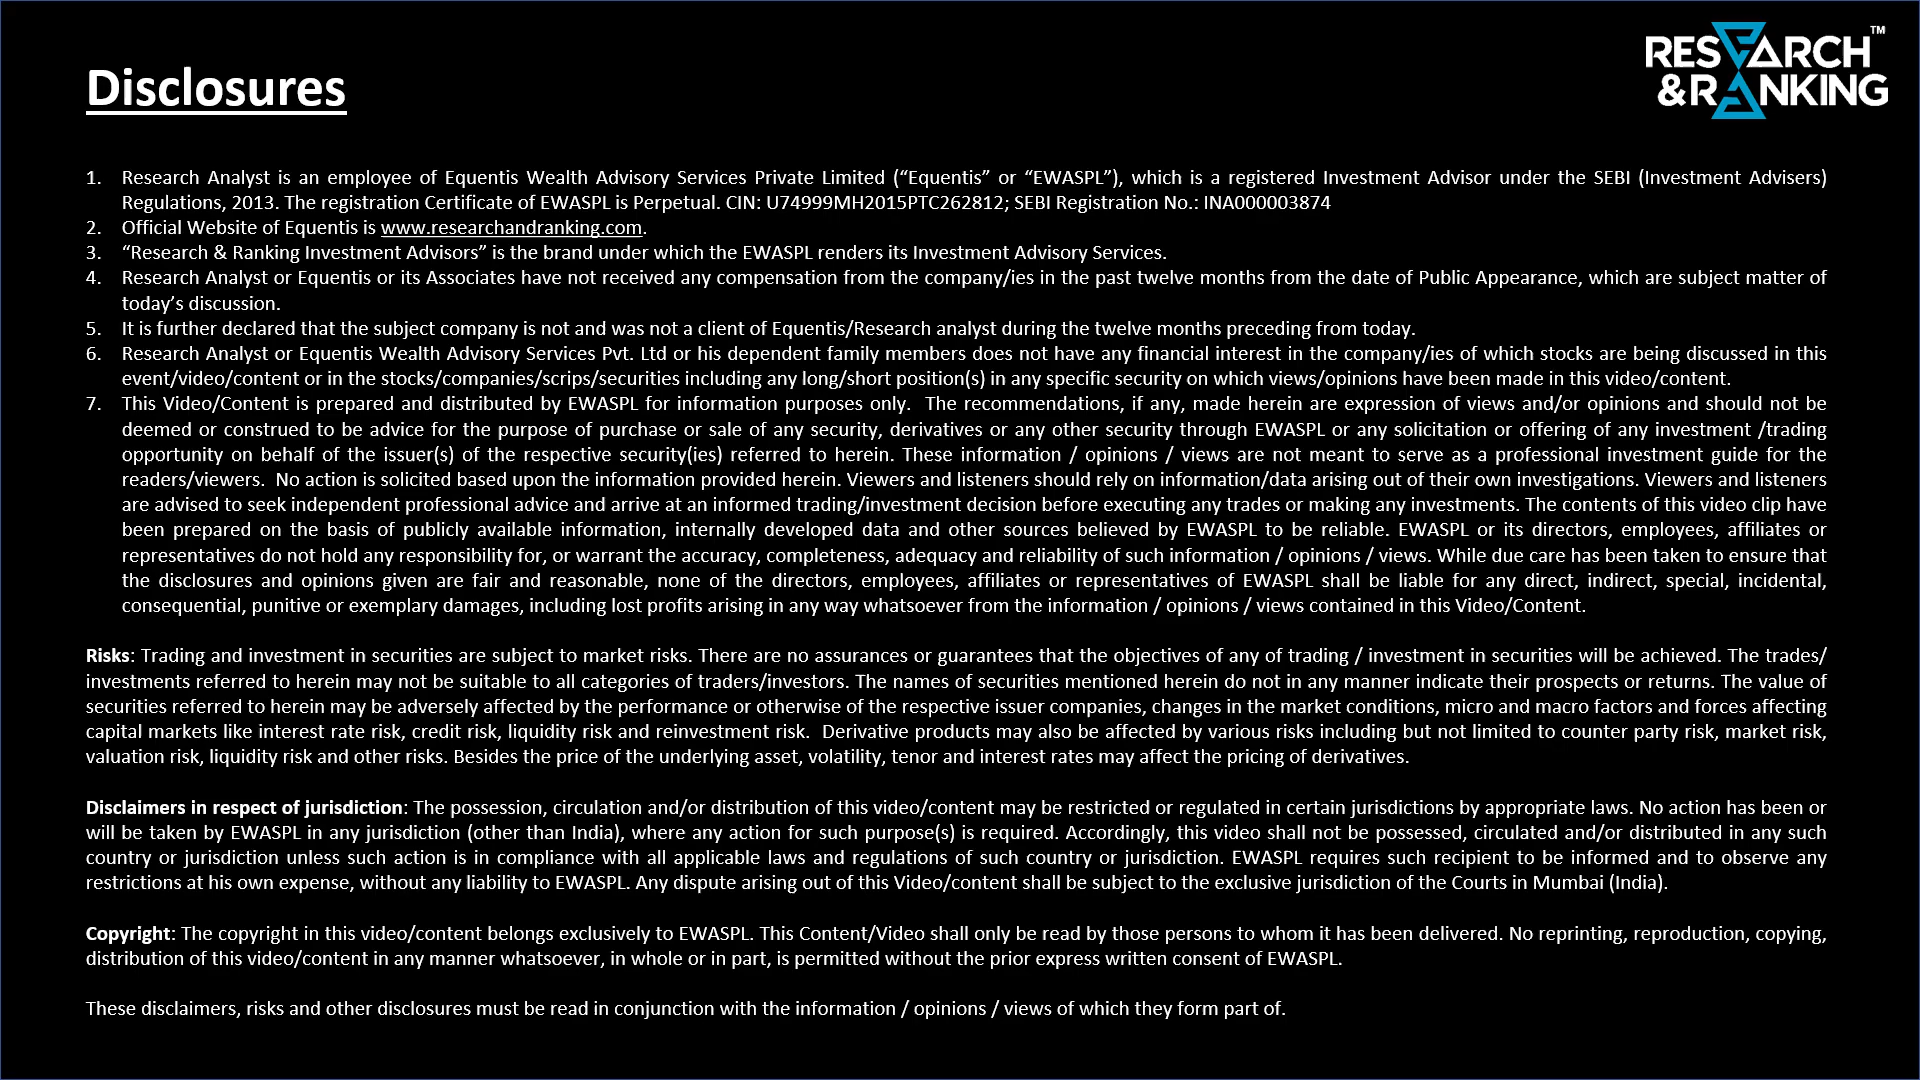 RESEARCH™
&RANKING
Disclosures
1. Research Analyst is an employee of Equentis Wealth Advisory Services Private Limited (“Equentis” or “EWASPL”), which is a registered Investment Advisor under the SEBI (Investment Advisers)
Regulations, 2013. The registration Certificate of EWASPL is Perpetual. CIN: U74999MH2015PTC262812; SEBI Registration No.: INA000003874
2. Official Website of Equentis is www.researchandranking.com.
3. “Research & Ranking Investment Advisors” is the brand under which the EWASPL renders its Investment Advisory Services.
4. Research Analyst or Equentis or its Associates have not received any compensation from the company/ies in the past twelve months from the date of Public Appearance, which are subject matter of
today’s discussion.
5. It is further declared that the subject company is not and was not a client of Equentis/Research analyst during the twelve months preceding from today.
6. Research Analyst or Equentis Wealth Advisory Services Pvt. Ltd or his dependent family members does not have any financial interest in the company/ies of which stocks are being discussed in this
event/video/content or in the stocks/companies/scrips/securities including any long/short position(s) in any specific security on which views/opinions have been made in this video/content.
7. This Video/Content is prepared and distributed by EWASPL for information purposes only. The recommendations, if any, made herein are expression of views and/or opinions and should not be
deemed or construed to be advice for the purpose of purchase or sale of any security, derivatives or any other security through EWASPL or any solicitation or offering of any investment /trading
opportunity on behalf of the issuer(s) of the respective security(ies) referred to herein. These information / opinions / views are not meant to serve as a professional investment guide for the
readers/viewers. No action is solicited based upon the information provided herein. Viewers and listeners should rely on information/data arising out of their own investigations. Viewers and listeners
are advised to seek independent professional advice and arrive at an informed trading/investment decision before executing any trades or making any investments. The contents of this video clip have
been prepared on the basis of publicly available information, internally developed data and other sources believed by EWASPL to be reliable. EWASPL or its directors, employees, affiliates or
representatives do not hold any responsibility for, or warrant the accuracy, completeness, adequacy and reliability of such information / opinions / views. While due care has been taken to ensure that
the disclosures and opinions given are fair and reasonable, none of the directors, employees, affiliates or representatives of EWASPL shall be liable for any direct, indirect, special, incidental,
consequential, punitive or exemplary damages, including lost profits arising in any way whatsoever from the information / opinions / views contained in this Video/Content.
Risks: Trading and investment in securities are subject to market risks. There are no assurances or guarantees that the objectives of any of trading / investment in securities will be achieved. The trades/
investments referred to herein may not be suitable to all categories of traders/investors. The names of securities mentioned herein do not in any manner indicate their prospects or returns. The value of
securities referred to herein may be adversely affected by the performance or otherwise of the respective issuer companies, changes in the market conditions, micro and macro factors and forces affecting
capital markets like interest rate risk, credit risk, liquidity risk and reinvestment risk. Derivative products may also be affected by various risks including but not limited to counter party risk, market risk,
valuation risk, liquidity risk and other risks. Besides the price of the underlying asset, volatility, tenor and interest rates may affect the pricing of derivatives.
Disclaimers in respect of jurisdiction: The possession, circulation and/or distribution of this video/content may be restricted or regulated in certain jurisdictions by appropriate laws. No action has been or
will be taken by EWASPL in any jurisdiction (other than India), where any action for such purpose(s) is required. Accordingly, this video shall not be possessed, circulated and/or distributed in any such
country or jurisdiction unless such action is in compliance with all applicable laws and regulations of such country or jurisdiction. EWASPL requires such recipient to be informed and to observe any
restrictions at his own expense, without any liability to EWASPL. Any dispute arising out of this Video/content shall be subject to the exclusive jurisdiction of the Courts in Mumbai (India).
Copyright: The copyright in this video/content belongs exclusively to EWASPL. This Content/Video shall only be read by those persons to whom it has been delivered. No reprinting, reproduction, copying,
distribution of this video/content in any manner whatsoever, in whole or in part, is permitted without the prior express written consent of EWASPL.
These disclaimers, risks and other disclosures must be read in conjunction with the information / opinions / views of which they form part of.